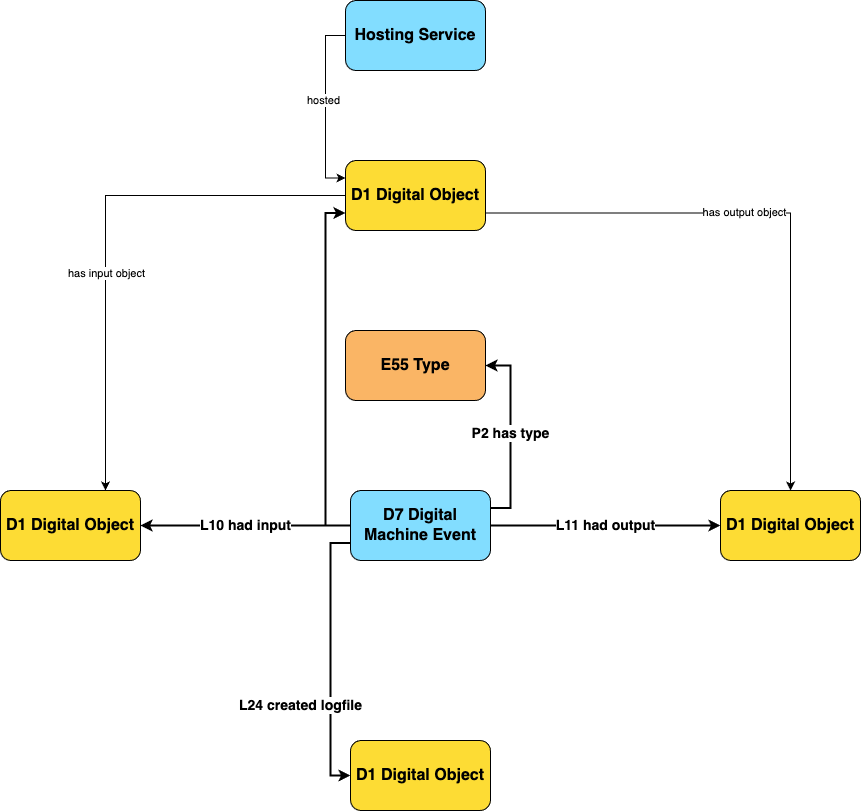 Hosting Service
hosted
D1 Digital Object
has output object
has input object
E55 Type
P2 has type
D1 Digital Object
L10 had input
D7 Digital
Machine Event
L11 had output
D1 Digital Object
L24 created logfile
D1 Digital Object